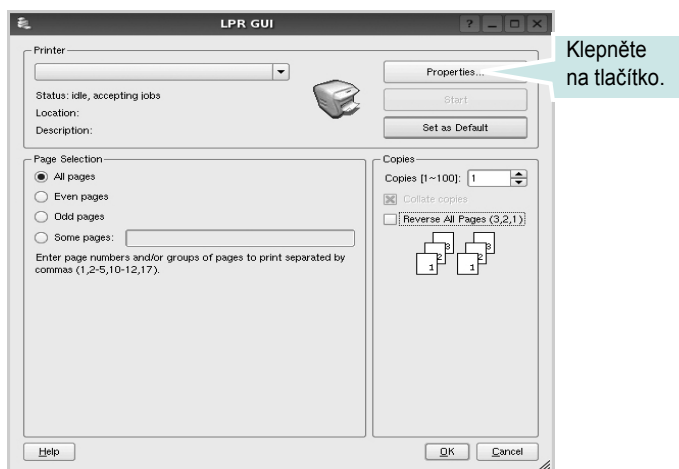 LPR GUI
Printer
Properties...
Status: idle, accepting jobs
Start
Location:
Description:
Set as Default
Klepněte
na tlačítko.
Page Selection
All pages
Even pages
Odd pages
Some pages:
Enter page numbers and/or groups of pages to print separated by
commas (1,2-5,10-12,17).
Copies
Copies [1~100]: 1
Collate copies
Reverse All Pages (3,2,1)
3 3
2 2
1 1
Help
OK
Cancel